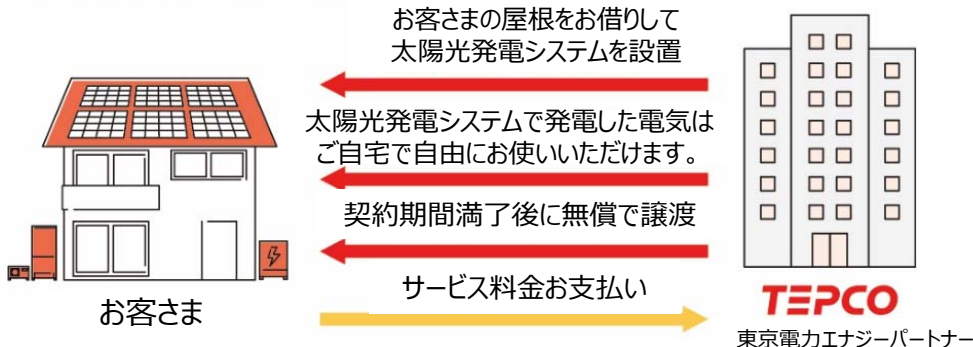 お客さまの屋根をお借りして
太陽光発電システムを設置
太陽光発電システムで発電した電気は
ご自宅で自由にお使いいただけます。
契約期間満了後に無償で譲渡
サービス料金お支払い
お客さま
TEPCO
東京電力エナジーパートナー